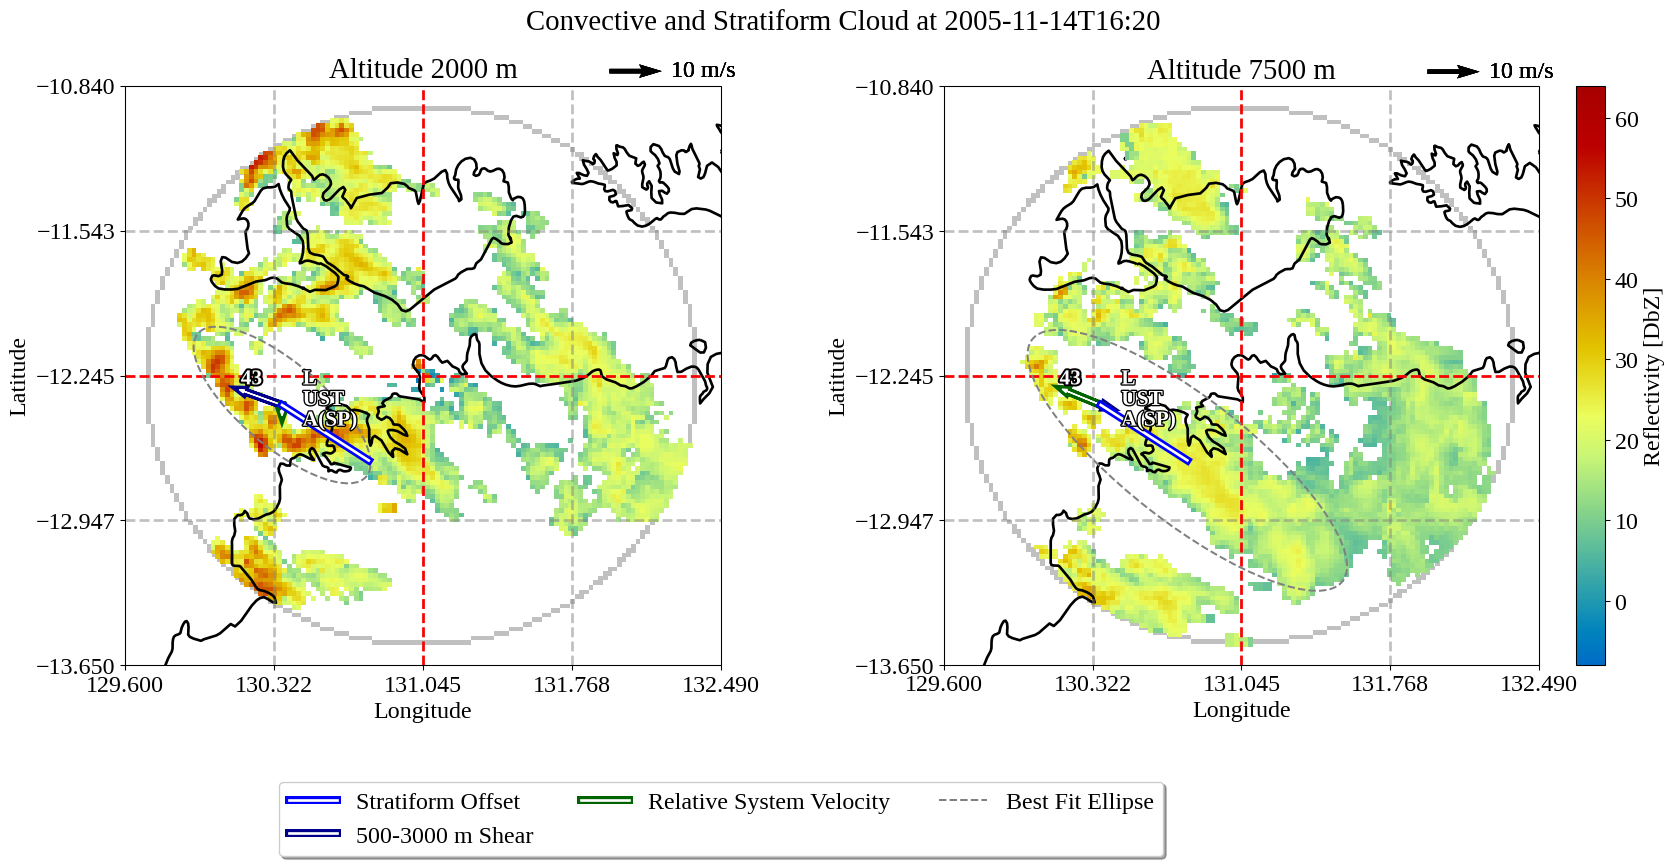 Convective and Stratiform Cloud at 2005-11-14T16:20
Altitude 2000 m
10 m/s
Altitude 7500 m
10 m/s
−10.840
−11.543
−12.245
−12.947
−13.650
129.600
130.322
131.045
131.768
132.490
Longitude
Latitude
43
L
UST
A(SP)
−10.840
−11.543
−12.245
−12.947
−13.650
129.600
130.322
131.045
131.768
132.490
Longitude
Latitude
43
L
UST
A(SP)
60
50
40
30
20
10
0
Reflectivity [DbZ]
Stratiform Offset
500-3000 m Shear
Relative System Velocity
Best Fit Ellipse